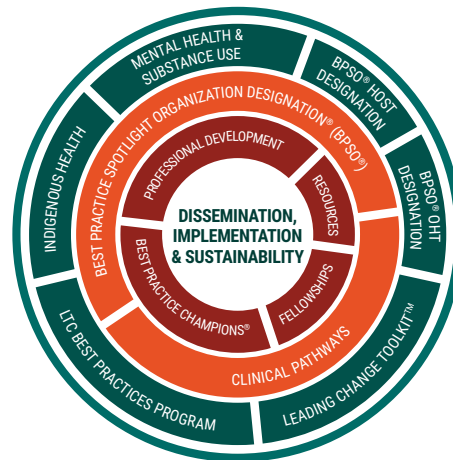 MENTAL HEALTH &
SUBSTANCE USE
BPSO® HOST
DESIGNATION
BPSO® OHT
DESIGNATION
LEADING CHANGE TOOLKIT™
LTC BEST PRACTICES PROGRAM
INDIGENOUS HEALTH
BEST PRACTICE SPOTLIGHT ORGANIZATION DESIGNATION® (BPSO®)
CLINICAL PATHWAYS
PROFESSIONAL DEVELOPMENT
RESOURCES
FELLOWSHIPS
BEST PRACTICE CHAMPIONS®
DISSEMINATION,
IMPLEMENTATION
& SUSTAINABILITY